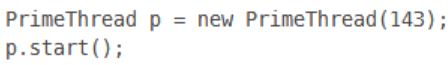 PrimeThread p = new PrimeThread(143);
p.start();